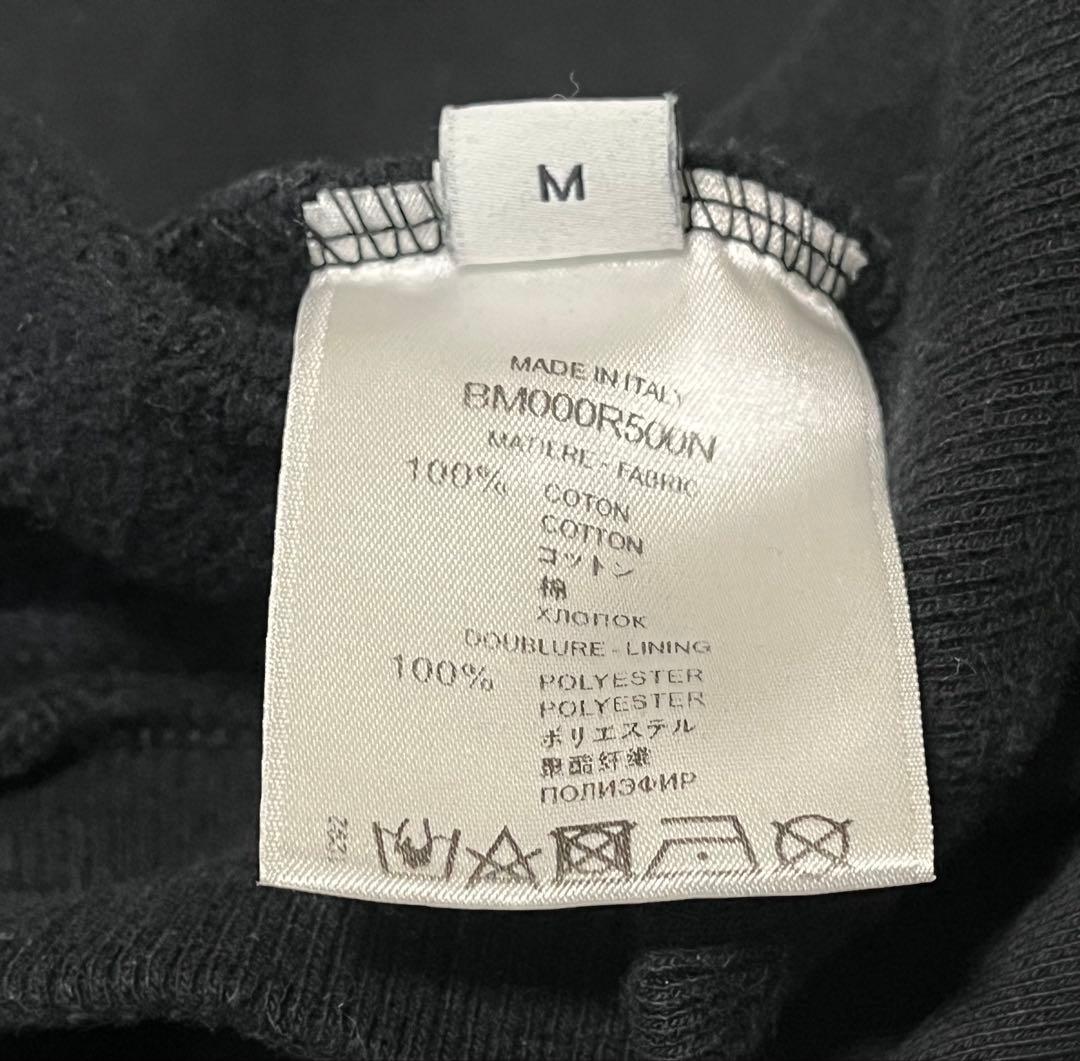 M
MADE IN ITALY
BM000R500N
MATIERE - FABRIC
100% COTON
COTTON
コットン
棉
ХЛОПОК
DOUBLURE - LINING
100% POLYESTER
POLYESTER
ポリエステル
聚酯纤维
ПОЛИЭФИР